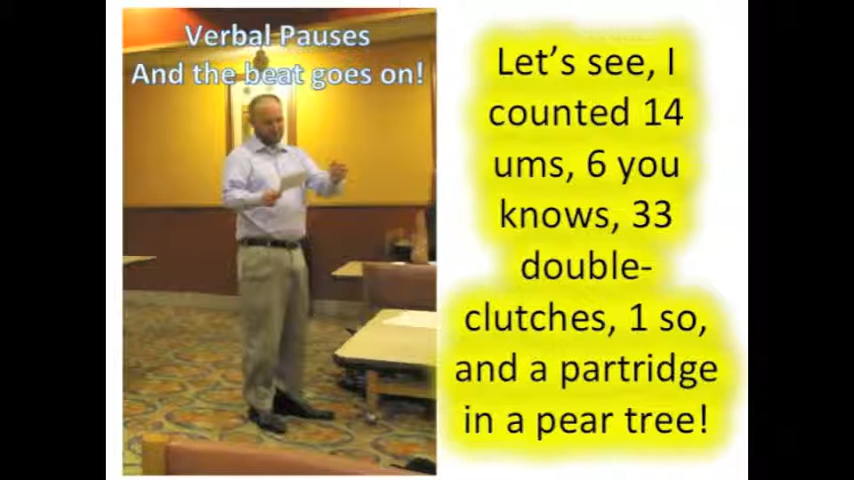 Verbal Pauses
And the beat goes on!
Let's see, I
counted 14
ums, 6 you
knows, 33
double-
clutches, 1 so,
and a partridge
in a pear tree!